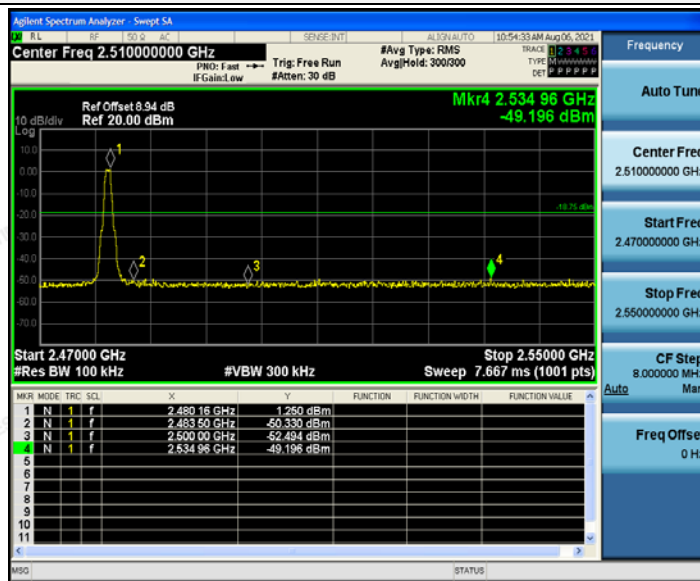 Agilent Spectrum Analyzer - Swept SA
RL RF 50 Ω AC SENSE:INT ALIGN AUTO 10:54:33 AM Aug 06, 2021
Center Freq 2.510000000 GHz
PNO: Fast Trig: Free Run
IFGain:Low #Atten: 30 dB
#Avg Type: RMS
Avg|Hold: 300/300
TRACE 1 2 3 4 5 6
TYPE M W W W W W
DET P P P P P P
Frequency
Auto Tune
Mkr4 2.534 96 GHz
-49.196 dBm
Ref Offset 8.94 dB
10 dB/div Ref 20.00 dBm
Log
10.0
0.00
-10.0
-20.0
-30.0
-40.0
-50.0
-60.0
-70.0
1
2
3
4
-18.75 dBm
Center Freq
2.510000000 GHz
Start Freq
2.470000000 GHz
Stop Freq
2.550000000 GHz
CF Step
8.000000 MHz
Auto Man
Freq Offset
0 Hz
Start 2.47000 GHz Stop 2.55000 GHz
#Res BW 100 kHz #VBW 300 kHz Sweep 7.667 ms (1001 pts)
MKR MODE TRC SCL X Y FUNCTION FUNCTION WIDTH FUNCTION VALUE
1 N 1 f 2.480 16 GHz 1.250 dBm
2 N 1 f 2.483 50 GHz -50.330 dBm
3 N 1 f 2.500 00 GHz -52.494 dBm
4 N 1 f 2.534 96 GHz -49.196 dBm
5
6
7
8
9
10
11
MSG STATUS